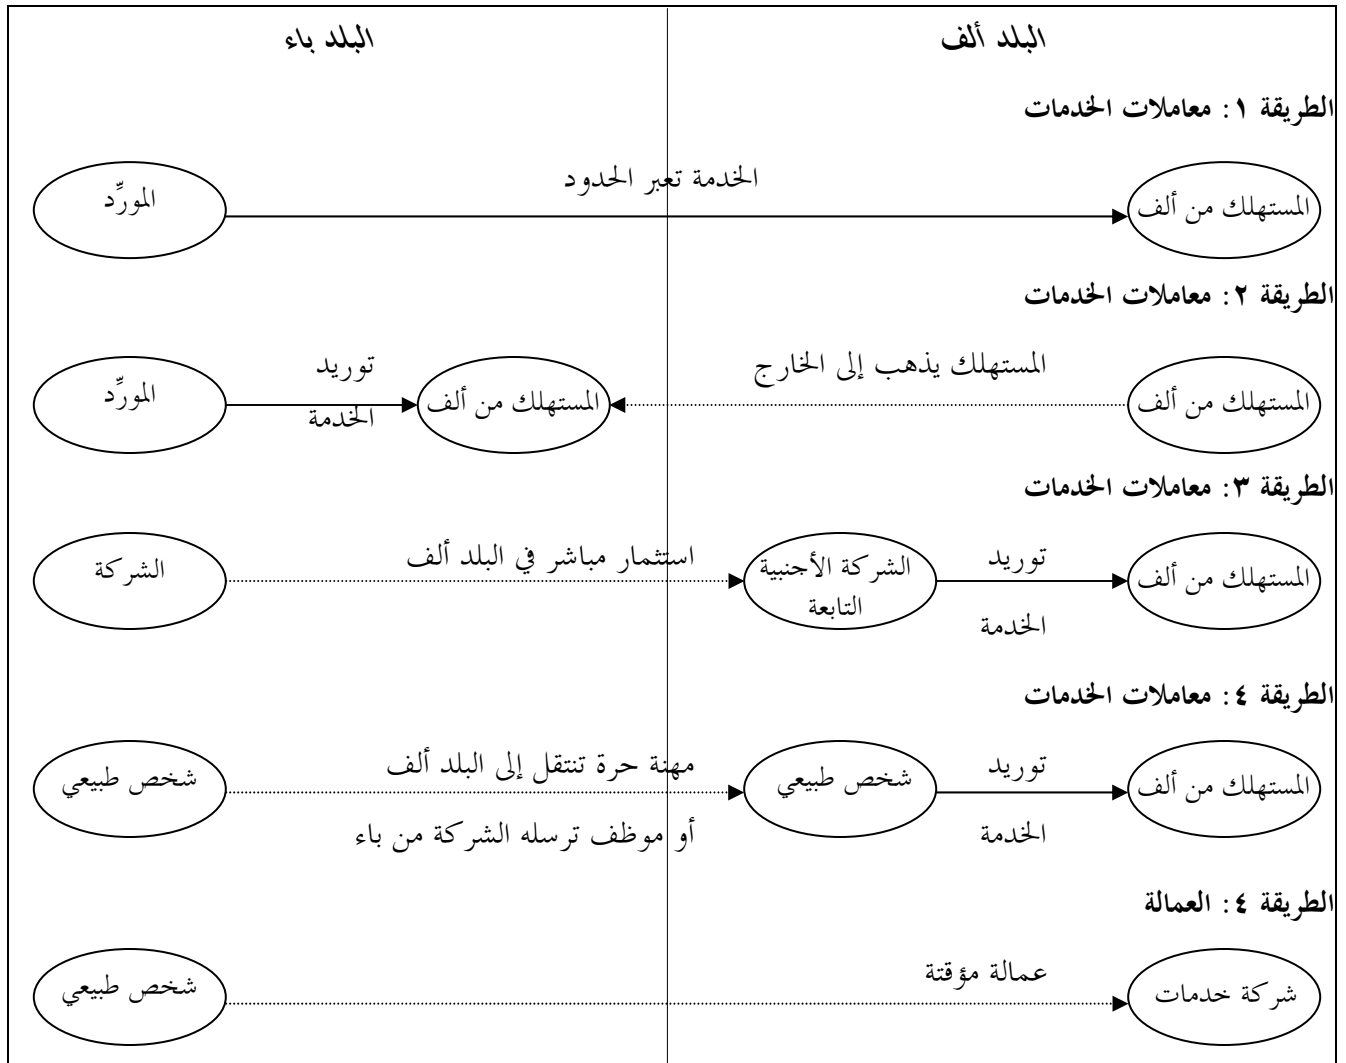 البلد ألف
البلد باء
الطريقة ١: معاملات الخدمات
المستهلك من ألف
الخدمة تعبر الحدود
المورِّد
الطريقة ٢: معاملات الخدمات
المستهلك من ألف
المستهلك يذهب إلى الخارج
المستهلك من ألف
توريد
الخدمة
المورِّد
الطريقة ٣: معاملات الخدمات
المستهلك من ألف
توريد
الخدمة
الشركة الأجنبية
التابعة
استثمار مباشر في البلد ألف
الشركة
الطريقة ٤: معاملات الخدمات
المستهلك من ألف
توريد
الخدمة
شخص طبيعي
مهنة حرة تنتقل إلى البلد ألف
أو موظف ترسله الشركة من باء
شخص طبيعي
الطريقة ٤: العمالة
شركة خدمات
عمالة مؤقتة
شخص طبيعي